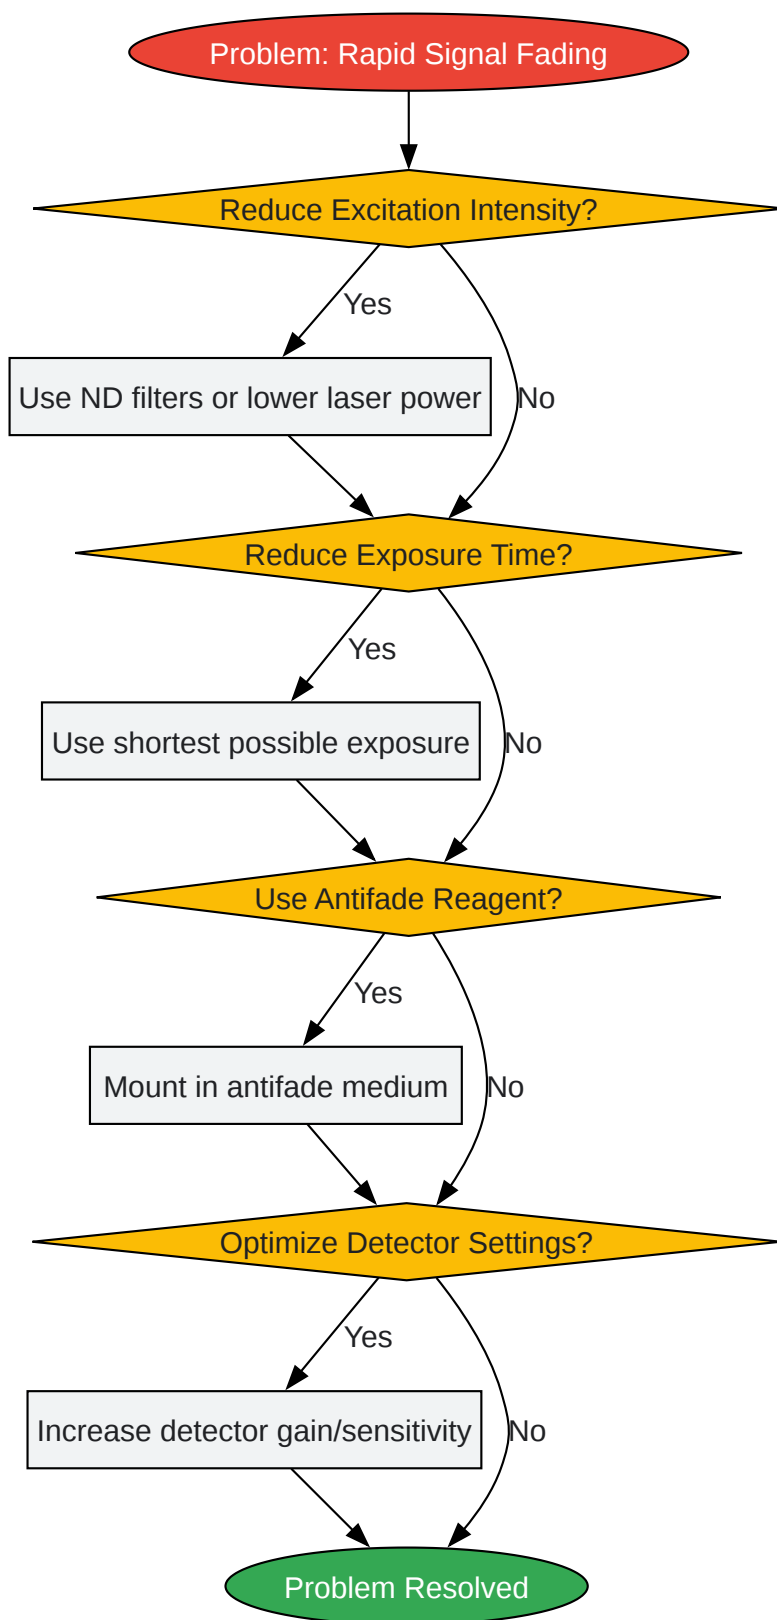 Problem: Rapid Signal Fading
Reduce Excitation Intensity?
Yes
Use ND filters or lower laser power
No
Reduce Exposure Time?
Yes
Use shortest possible exposure
No
Use Antifade Reagent?
Yes
Mount in antifade medium
No
Optimize Detector Settings?
Yes
Increase detector gain/sensitivity
No
Problem Resolved